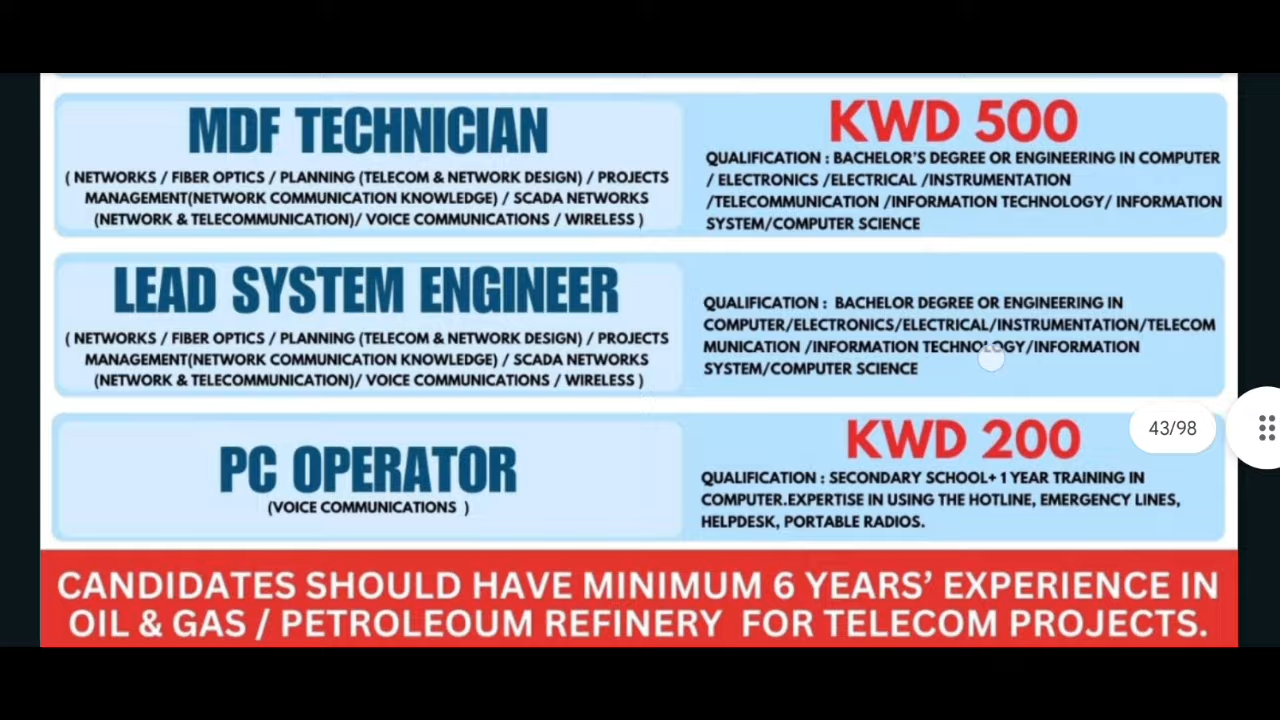 MDF TECHNICIAN
( NETWORKS / FIBER OPTICS / PLANNING (TELECOM & NETWORK DESIGN) / PROJECTS
MANAGEMENT(NETWORK COMMUNICATION KNOWLEDGE) / SCADA NETWORKS
(NETWORK & TELECOMMUNICATION)/ VOICE COMMUNICATIONS / WIRELESS )
KWD 500
QUALIFICATION : BACHELOR'S DEGREE OR ENGINEERING IN COMPUTER
/ ELECTRONICS /ELECTRICAL /INSTRUMENTATION
/TELECOMMUNICATION /INFORMATION TECHNOLOGY/ INFORMATION
SYSTEM/COMPUTER SCIENCE
LEAD SYSTEM ENGINEER
( NETWORKS / FIBER OPTICS / PLANNING (TELECOM & NETWORK DESIGN) / PROJECTS
MANAGEMENT(NETWORK COMMUNICATION KNOWLEDGE) / SCADA NETWORKS
(NETWORK & TELECOMMUNICATION)/ VOICE COMMUNICATIONS / WIRELESS )
QUALIFICATION : BACHELOR DEGREE OR ENGINEERING IN
COMPUTER/ELECTRONICS/ELECTRICAL/INSTRUMENTATION/TELECOM
MUNICATION /INFORMATION TECHNOLOGY/INFORMATION
SYSTEM/COMPUTER SCIENCE
PC OPERATOR
(VOICE COMMUNICATIONS )
KWD 200
QUALIFICATION : SECONDARY SCHOOL+ 1 YEAR TRAINING IN
COMPUTER.EXPERTISE IN USING THE HOTLINE, EMERGENCY LINES,
HELPDESK, PORTABLE RADIOS.
43/98
CANDIDATES SHOULD HAVE MINIMUM 6 YEARS' EXPERIENCE IN
OIL & GAS / PETROLEOUM REFINERY FOR TELECOM PROJECTS.